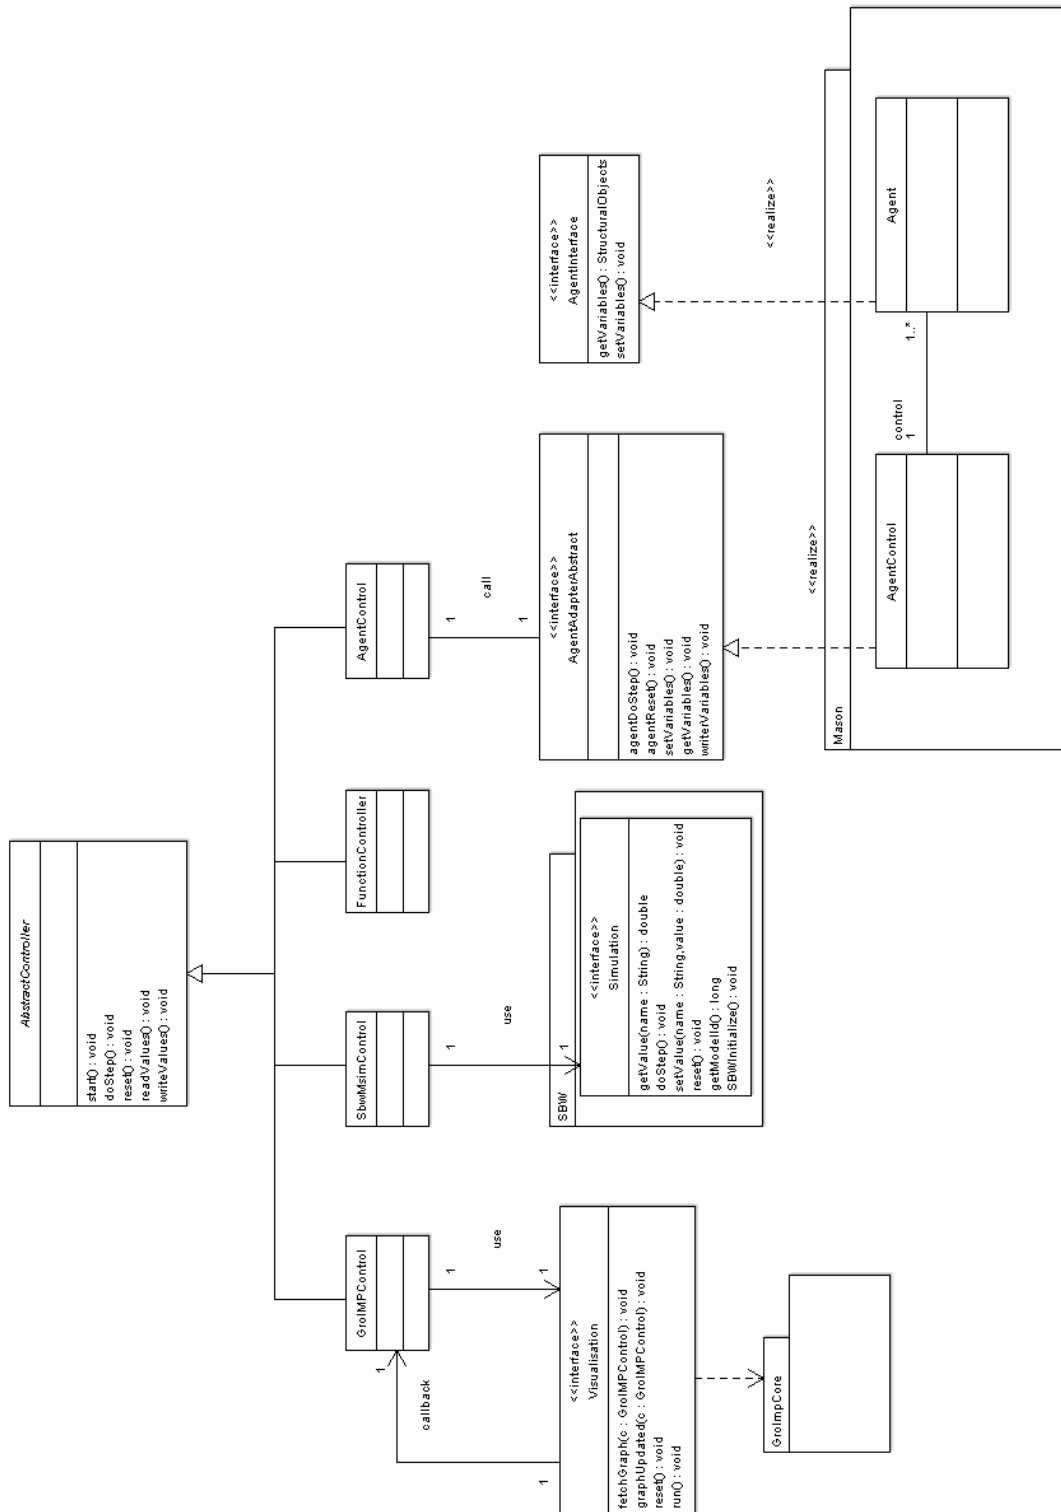 AbstractController
start() : void
doStep() : void
reset() : void
readValues() : void
writeValues() : void
GroIMPControl
SbwMsimControl
FunctionController
AgentControl
callback
1
1
use
1
1
use
1
1
call
1
1
<<interface>>
Visualisation
fetchGraph(c : GroIMPControl) : void
graphUpdated(c : GroIMPControl) : void
reset() : void
run() : void
SBW
<<interface>>
Simulation
getValue(name : String) : double
doStep() : void
setValue(name : String,value : double) : void
reset() : void
getModelId() : long
SBWInitialize() : void
<<interface>>
AgentAdapterAbstract
agentDoStep() : void
agentReset() : void
setVariables() : void
getVariables() : void
writerVariables() : void
<<interface>>
AgentInterface
getVariables() : StructuralObjects
setVariables() : void
GroImpCore
<<realize>>
<<realize>>
Mason
AgentControl
control
1
1..*
Agent